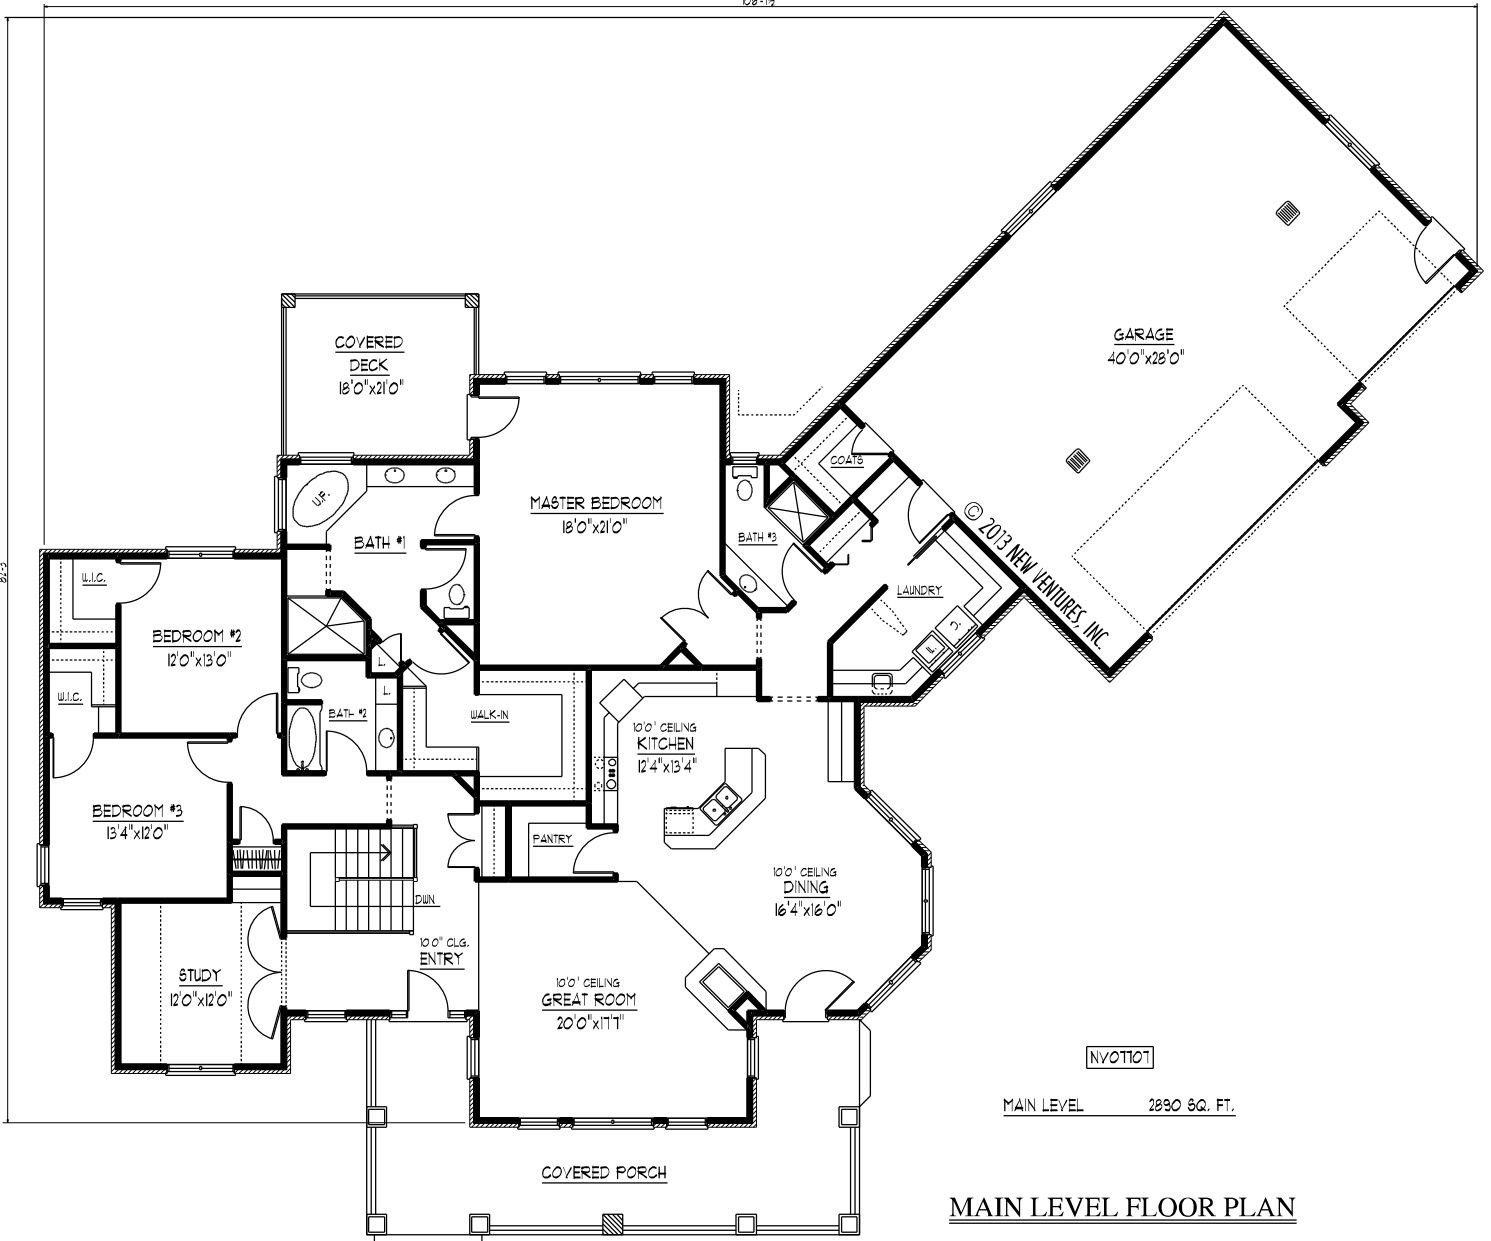 COVERED
DECK
18'0"x21'0"
GARAGE
40'0"x28'0"
MASTER BEDROOM
18'0"x21'0"
COATS
U.P.
BATH #1
BATH #3
LAUNDRY
D.
© 2013 NEW VENTURES, INC.
W.I.C.
BEDROOM #2
12'0"x13'0"
L.
L.
W.I.C.
BATH #2
WALK-IN
10'0' CEILING
KITCHEN
12'4"x13'4"
BEDROOM #3
13'4"x12'0"
PANTRY
10'0' CEILING
DINING
16'4"x16'0"
DWN.
10'0" CLG.
ENTRY
STUDY
12'0"x12'0"
10'0' CEILING
GREAT ROOM
20'0"x17'7"
NV07707
MAIN LEVEL 2890 SQ. FT.
COVERED PORCH
MAIN LEVEL FLOOR PLAN